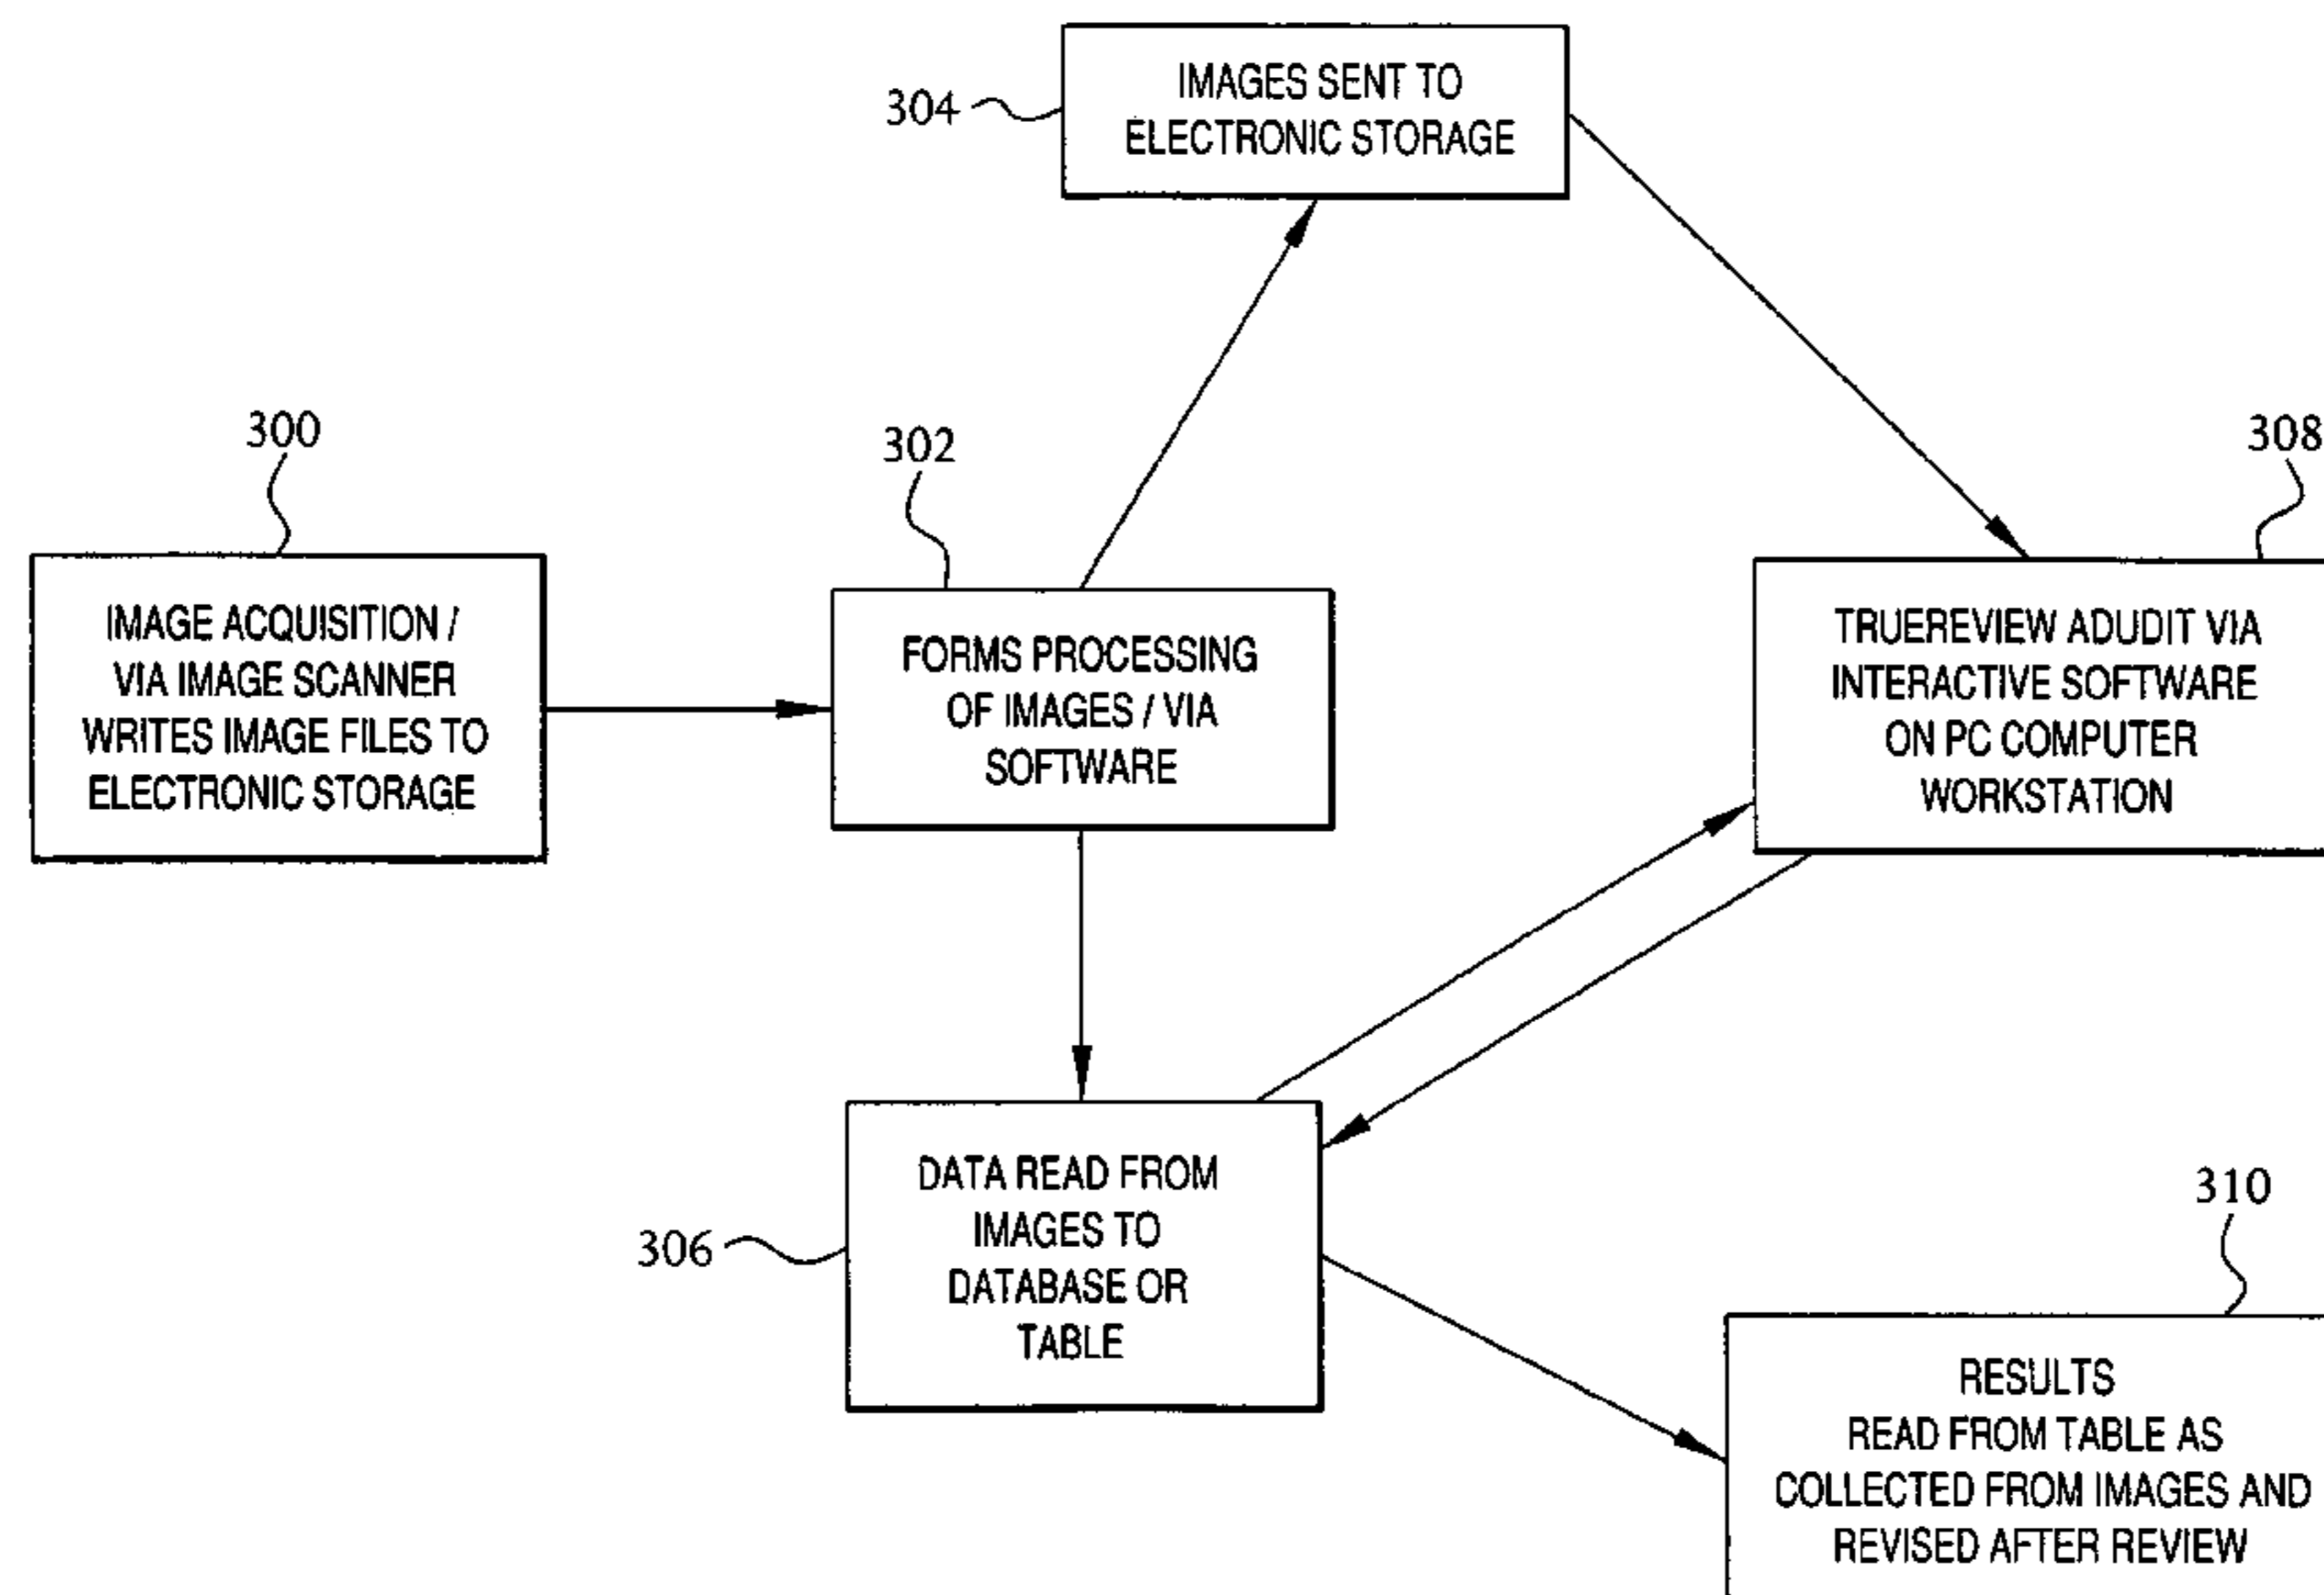 304
IMAGES SENT TO
ELECTRONIC STORAGE
300
IMAGE ACQUISITION /
VIA IMAGE SCANNER
WRITES IMAGE FILES TO
ELECTRONIC STORAGE
302
FORMS PROCESSING
OF IMAGES / VIA
SOFTWARE
308
TRUEREVIEW ADUDIT VIA
INTERACTIVE SOFTWARE
ON PC COMPUTER
WORKSTATION
306
DATA READ FROM
IMAGES TO
DATABASE OR
TABLE
310
RESULTS
READ FROM TABLE AS
COLLECTED FROM IMAGES AND
REVISED AFTER REVIEW